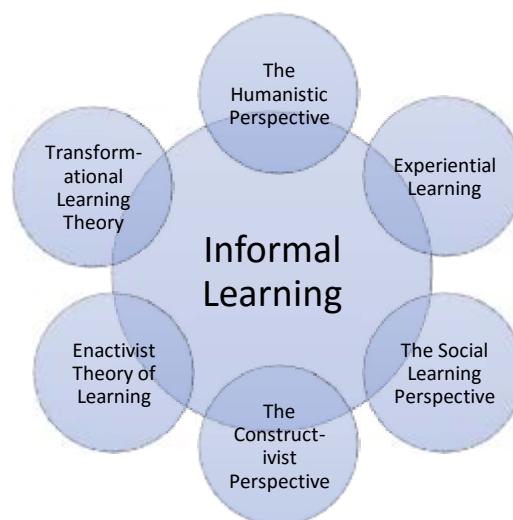 The
Humanistic
Perspective
Transform-
ational
Learning
Theory
Experiential
Learning
Informal
Learning
Enactivist
Theory of
Learning
The Social
Learning
Perspective
The
Construct-
ivist
Perspective